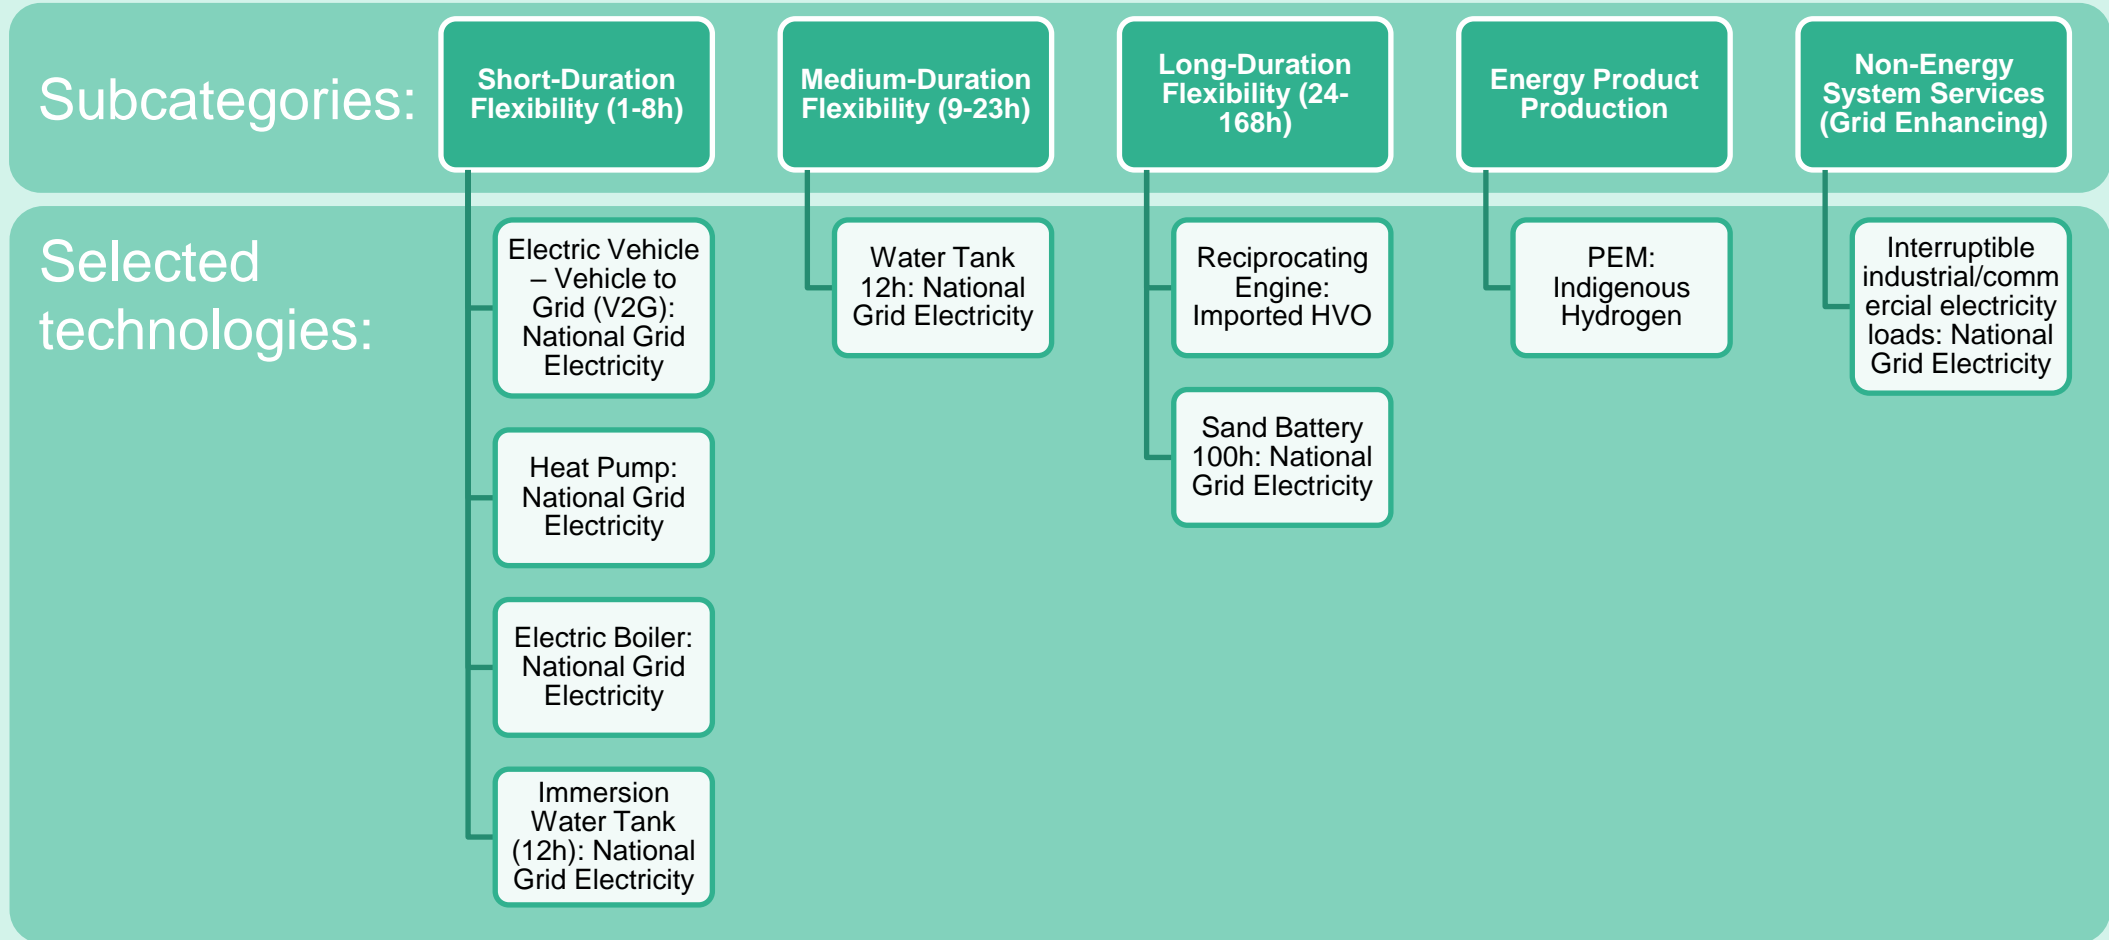 Subcategories:
Short-Duration
Flexibility (1-8h)
Medium-Duration
Flexibility (9-23h)
Long-Duration
Flexibility (24-
168h)
Energy Product
Production
Non-Energy
System Services
(Grid Enhancing)
Selected
technologies:
Electric Vehicle
– Vehicle to
Grid (V2G):
National Grid
Electricity
Heat Pump:
National Grid
Electricity
Electric Boiler:
National Grid
Electricity
Immersion
Water Tank
(12h): National
Grid Electricity
Water Tank
12h: National
Grid Electricity
Reciprocating
Engine:
Imported HVO
Sand Battery
100h: National
Grid Electricity
PEM:
Indigenous
Hydrogen
Interruptible
industrial/comm
ercial electricity
loads: National
Grid Electricity